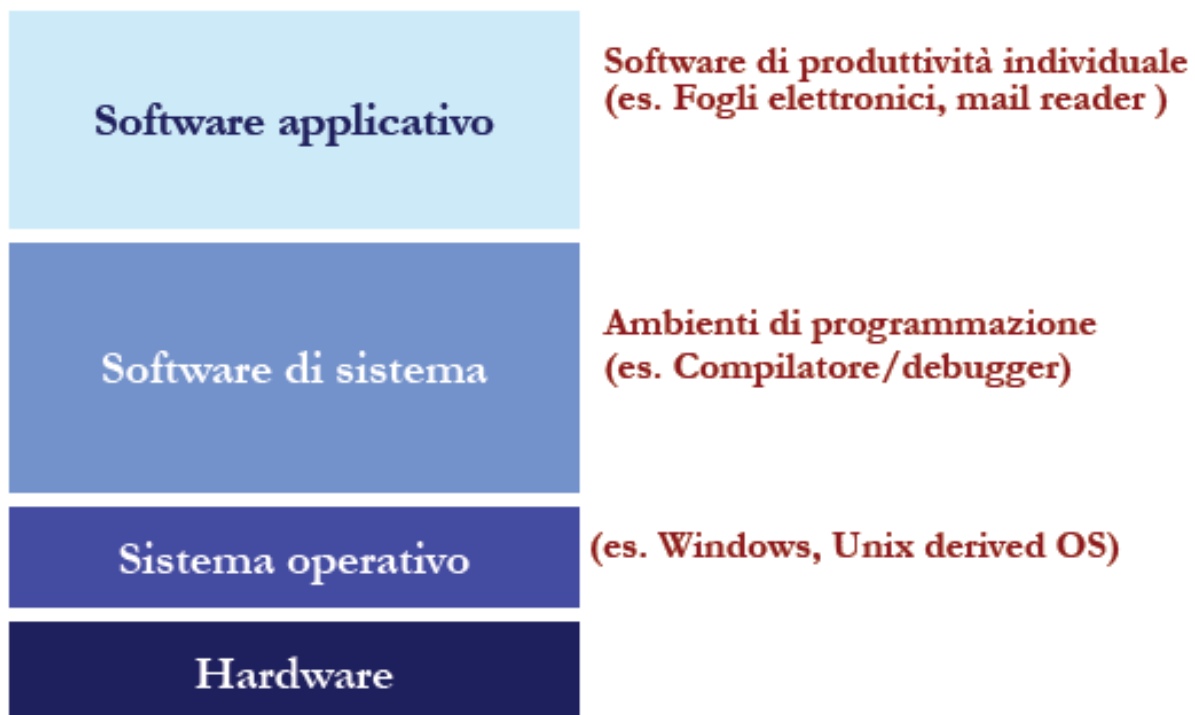 Software applicativo
Software di produttività individuale
(es. Fogli elettronici, mail reader )
Software di sistema
Ambienti di programmazione
(es. Compilatore/debugger)
Sistema operativo
(es. Windows, Unix derived OS)
Hardware